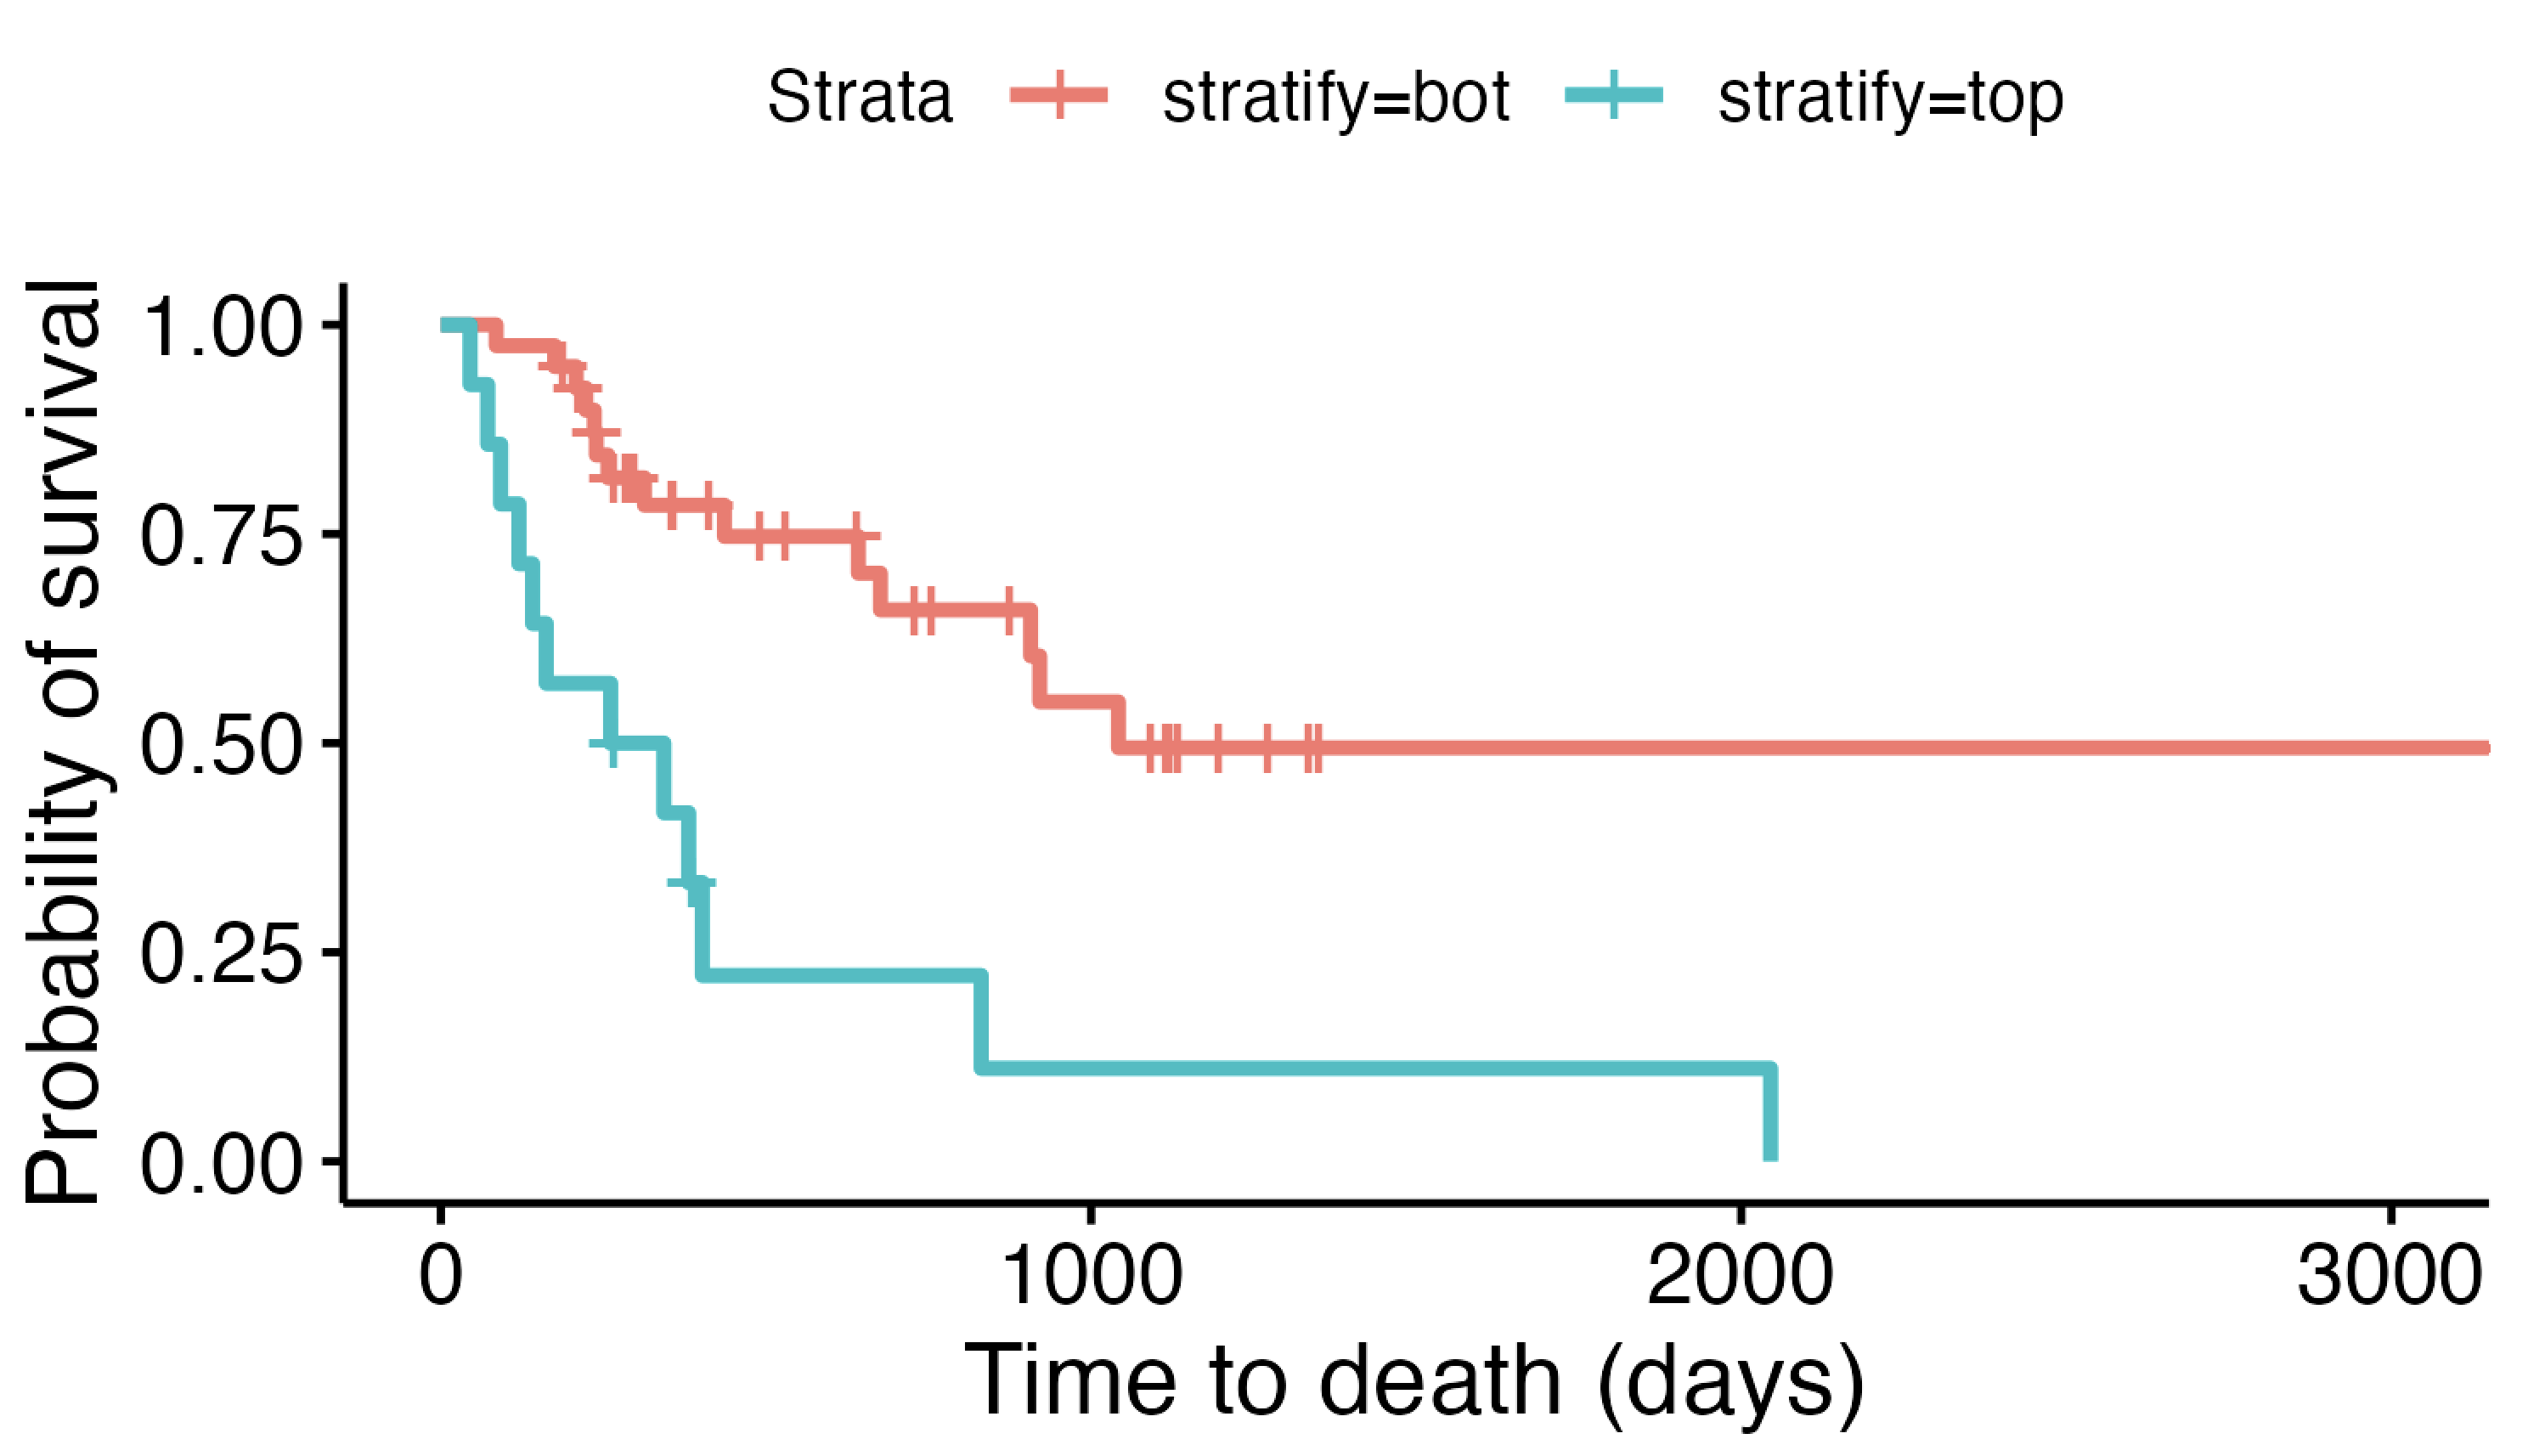 Strata stratify=bot stratify=top
Probability of survival
1.00
0.75
0.50
0.25
0.00
0 1000 2000 3000
Time to death (days)